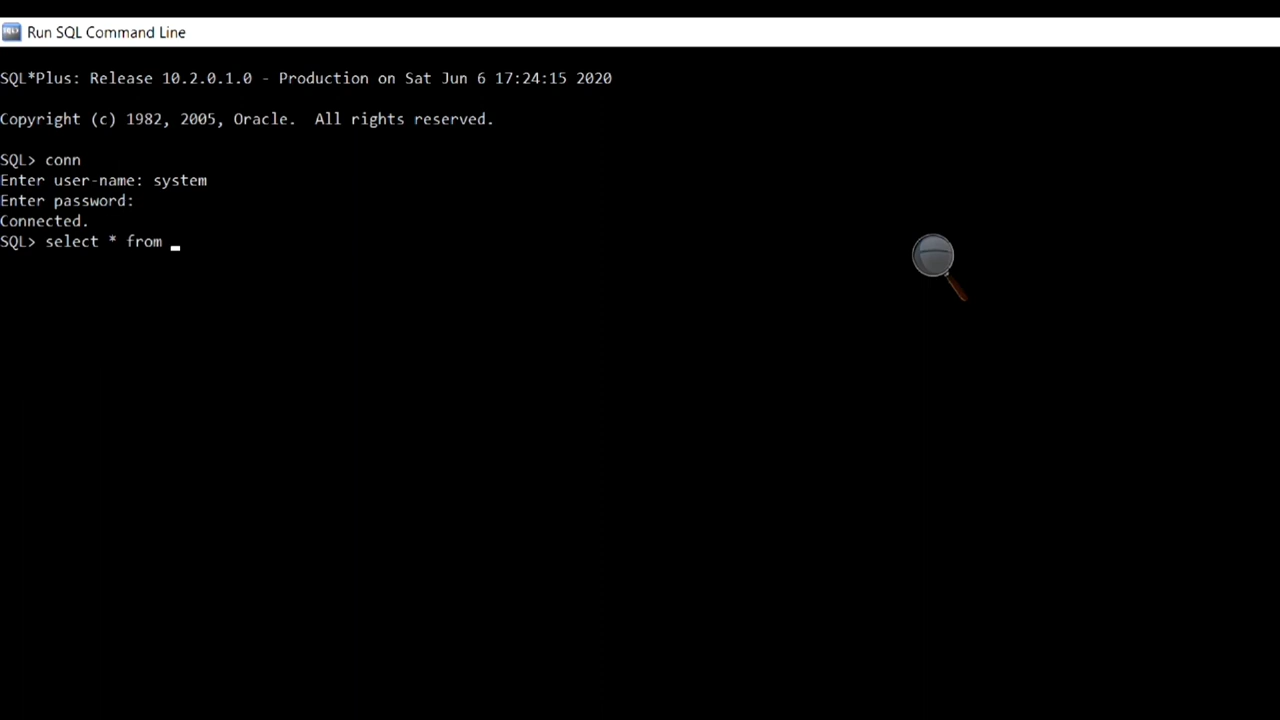 Run SQL Command Line
SQL*Plus: Release 10.2.0.1.0 - Production on Sat Jun 6 17:24:15 2020
Copyright (c) 1982, 2005, Oracle.  All rights reserved.
SQL> conn
Enter user-name: system
Enter password:
Connected.
SQL> select * from _